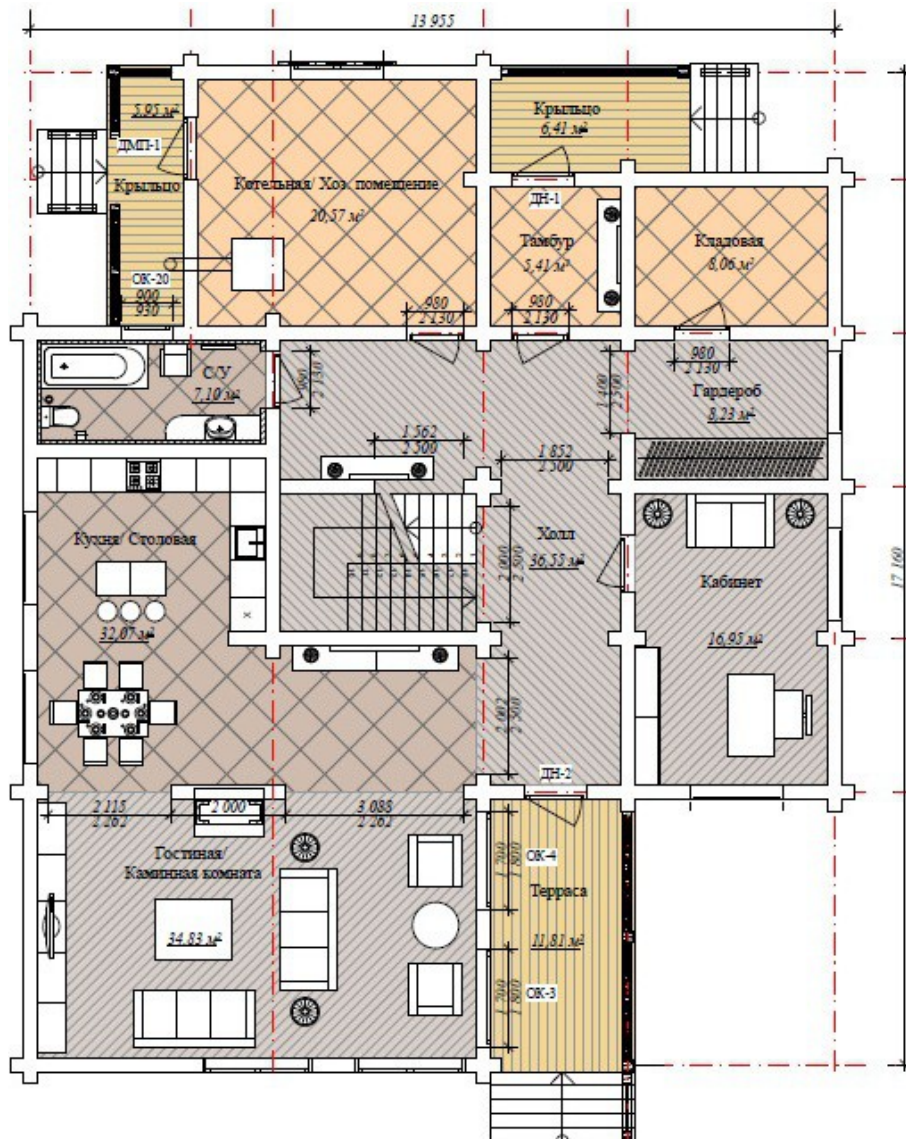 13 955
5,95 м²
ДМП-1
Крыльцо
Крыльцо
6,41 м²
Котельная/ Хоз. помещение
20,57 м²
ДН-1
Тамбур
5,41 м²
Кладовая
8,06 м²
ОК-20
900
930
980
2 130
980
2 130
980
2 130
С/У
7,10 м²
980
2 130
1 400
2 500
Гардероб
8,23 м²
1 562
2 500
1 852
2 500
Кухня/ Столовая
32,07 м²
2 000
2 500
Холл
36,55 м²
Кабинет
16,95 м²
17 160
x
2 002
2 500
ДН-2
2 115
2 262
2 000
3 088
2 262
Гостиная/
Каминная комната
34,83 м²
1 700
1 800
ОК-4
Терраса
11,81 м²
1 700
1 800
ОК-3